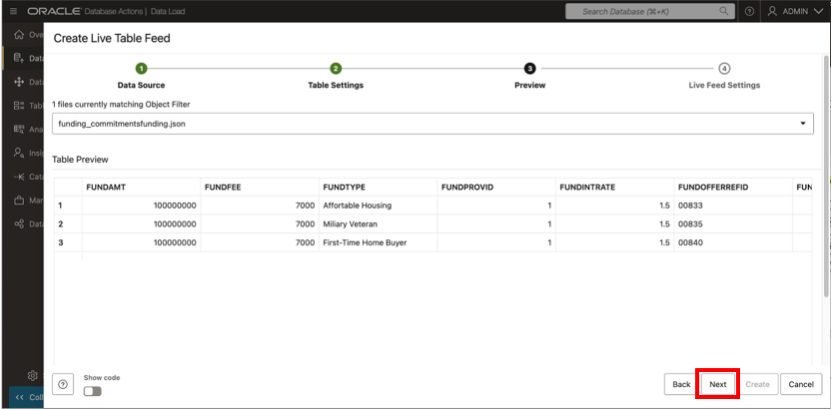 ORACLE Database Actions | Data Load
Search Database (⌘+K)
ADMIN
Create Live Table Feed
1 2 3 4
Data Source Table Settings Preview Live Feed Settings
1 files currently matching Object Filter
funding_commitmentsfunding.json
Table Preview
FUNDAMT FUNDFEE FUNDTYPE FUNDPROVID FUNDINTRATE FUNDOFFERREFID FUN
1 100000000 7000 Affortable Housing 1 1.5 00833
2 100000000 7000 Miliary Veteran 1 1.5 00835
3 100000000 7000 First-Time Home Buyer 1 1.5 00840
Ove
Data
Data
Tabl
Ana
Insi
Cata
Mar
Data
Show code
Back Next Create Cancel
<< Coll